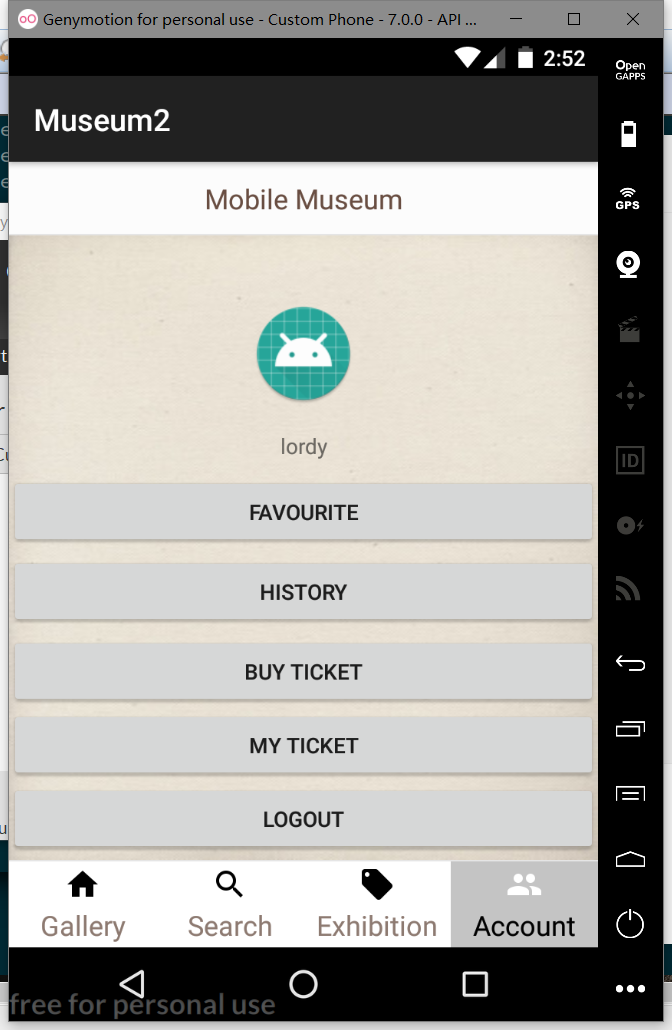 Genymotion for personal use - Custom Phone - 7.0.0 - API ...
2:52
Open
GAPPS
Museum2
GPS
Mobile Museum
ID
lordy
FAVOURITE
HISTORY
BUY TICKET
MY TICKET
LOGOUT
Gallery
Search
Exhibition
Account
free for personal use